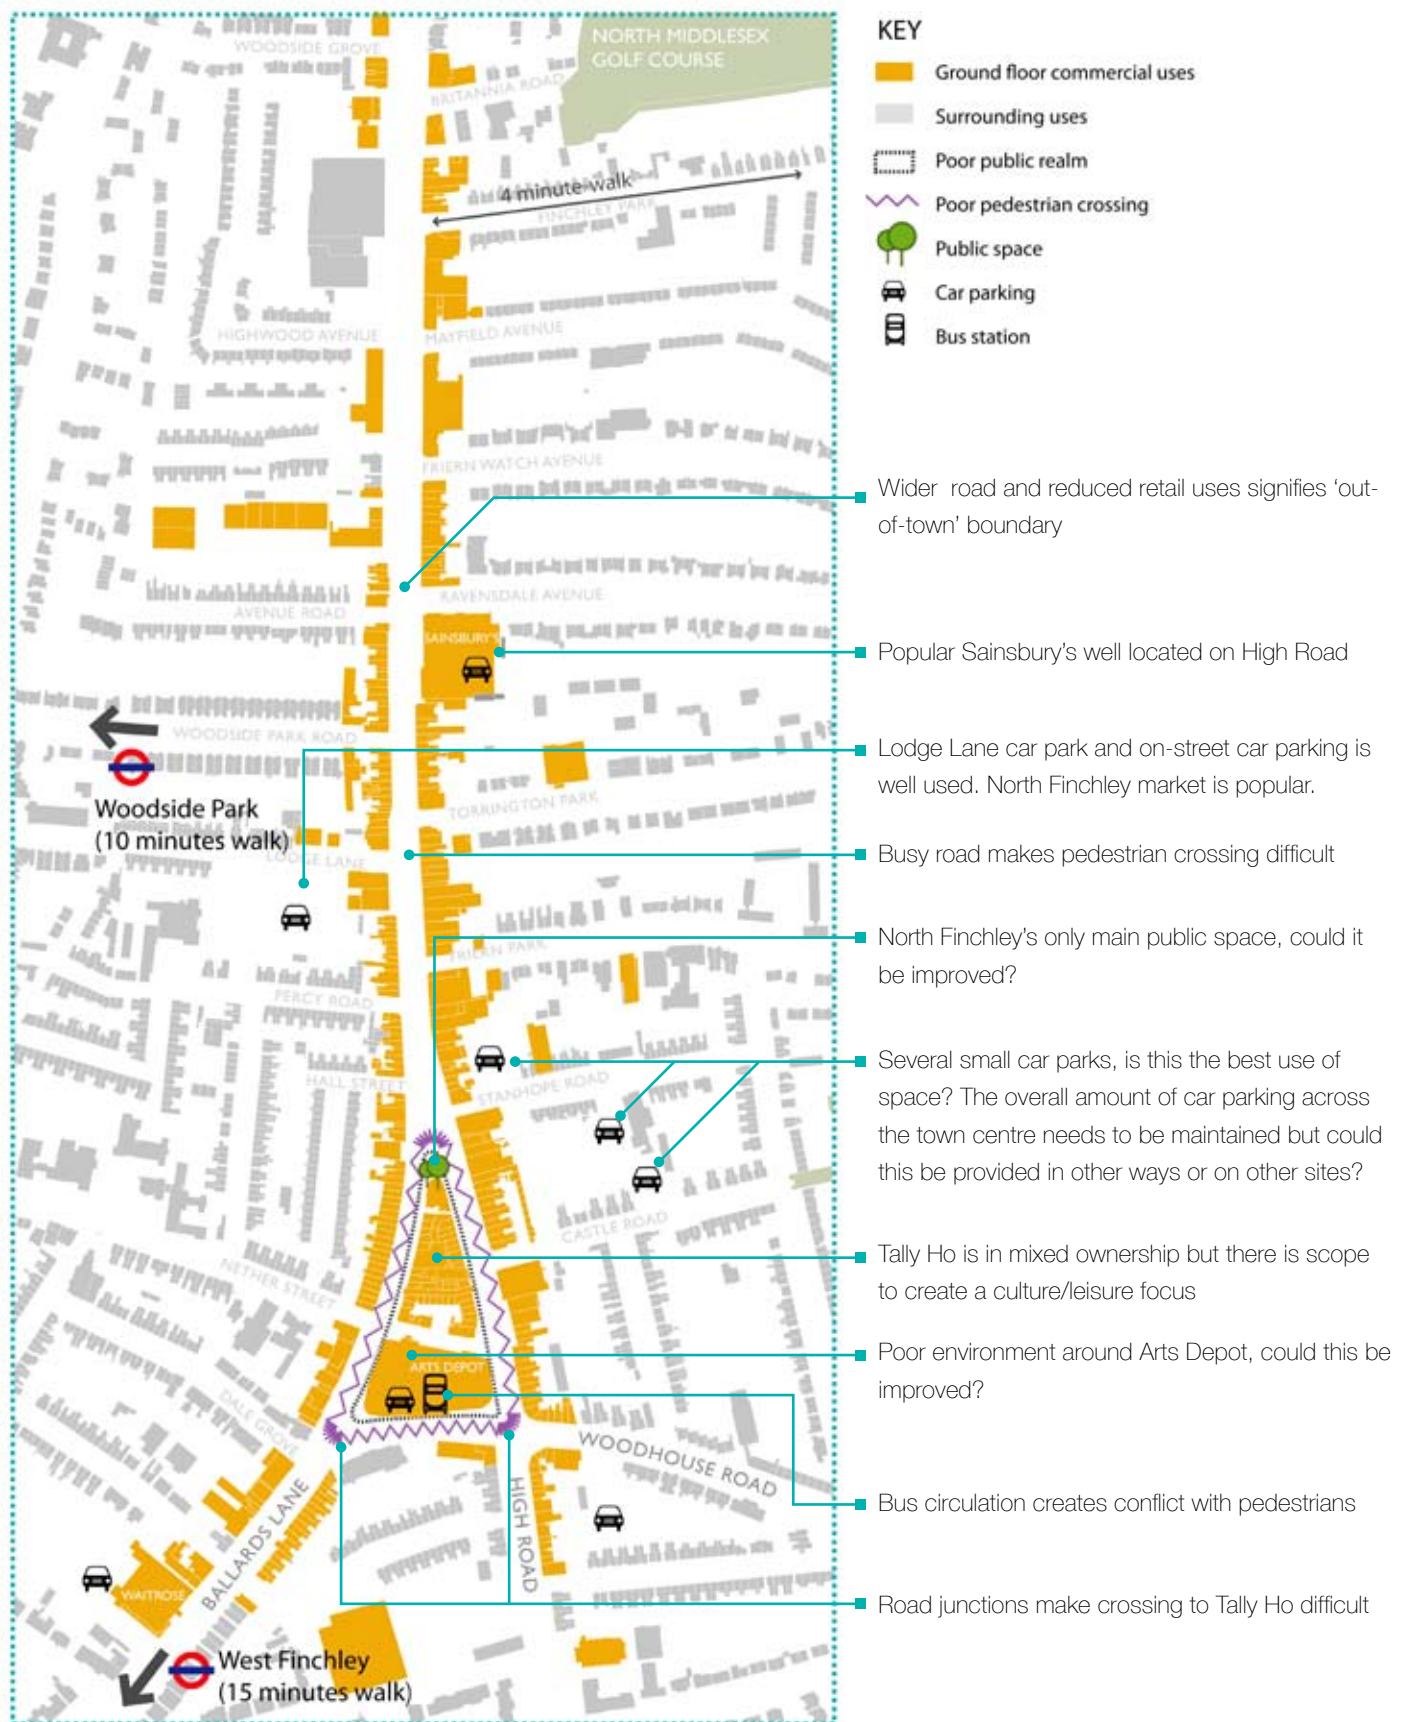 WOODSIDE GROVE
NORTH MIDDLESEX
GOLF COURSE
BRITANNIA ROAD
4 minute-walk
FINCHLEY PARK
HIGHWOOD AVENUE
MAYFIELD AVENUE
FRIERN WATCH AVENUE
AVENUE ROAD
RAVENSDALE AVENUE
SAINSBURY'S
WOODSIDE PARK ROAD
Woodside Park
(10 minutes walk)
TORRINGTON PARK
LODGE LANE
FRIERN PARK
PERCY ROAD
HALL STREET
STANHOPE ROAD
CASTLE ROAD
NETHER STREET
ARTS DEPOT
DALE GROVE
WOODHOUSE ROAD
HIGH ROAD
BALLARDS LANE
WAITROSE
West Finchley
(15 minutes walk)
KEY
Ground floor commercial uses
Surrounding uses
Poor public realm
Poor pedestrian crossing
Public space
Car parking
Bus station
Wider road and reduced retail uses signifies ‘out-
of-town’ boundary
Popular Sainsbury’s well located on High Road
Lodge Lane car park and on-street car parking is
well used. North Finchley market is popular.
Busy road makes pedestrian crossing difficult
North Finchley’s only main public space, could it
be improved?
Several small car parks, is this the best use of
space? The overall amount of car parking across
the town centre needs to be maintained but could
this be provided in other ways or on other sites?
Tally Ho is in mixed ownership but there is scope
to create a culture/leisure focus
Poor environment around Arts Depot, could this be
improved?
Bus circulation creates conflict with pedestrians
Road junctions make crossing to Tally Ho difficult